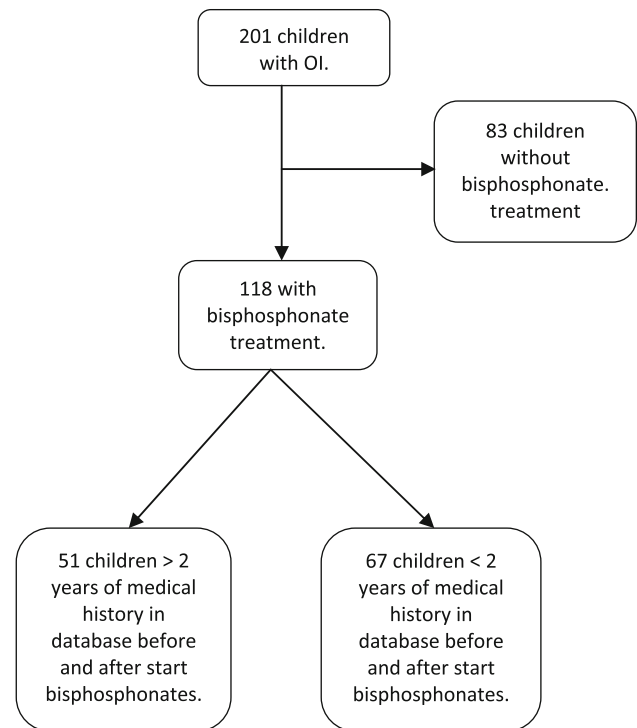 201 children
with OI.
83 children
without
bisphosphonate.
treatment
118 with
bisphosphonate
treatment.
51 children > 2
years of medical
history in
database before
and after start
bisphosphonates.
67 children < 2
years of medical
history in
database before
and after start
bisphosphonates.